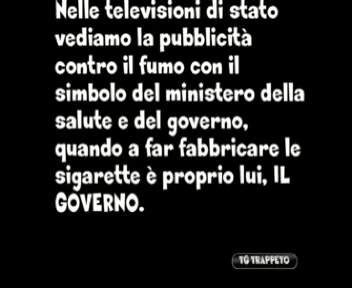 Nelle televisioni di stato
vediamo la pubblicità
contro il fumo con il
simbolo del ministero della
salute e del governo,
quando a far fabbricare le
sigarette è proprio lui, IL
GOVERNO.
TG TRAPPETO